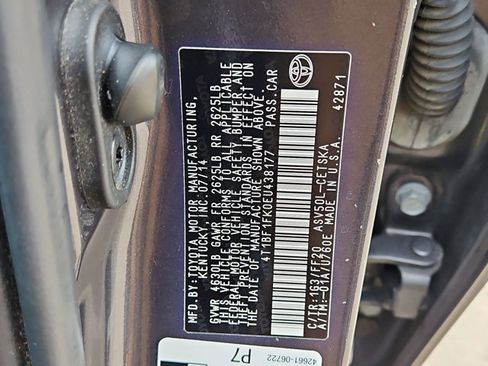 MFD. BY:TOYOTA MOTOR MANUFACTURING,
KENTUCKY, INC. 07/14
GVWR 4630LB GAWR FR 2625LB RR 2625LB
THIS VEHICLE CONFORMS TO ALL APPLICABLE
FEDERAL MOTOR VEHICLE SAFETY, BUMPER, AND
THEFT PREVENTION STANDARDS IN EFFECT ON
THE DATE OF MANUFACTURE SHOWN ABOVE.
4T1BF1FK0EU438177 PASS.CAR
C/TR:1G3/FF20 ASV50L-CETSKA
A/TM:-01A/U760E MADE IN U.S.A.
42871
42661-06722
P7